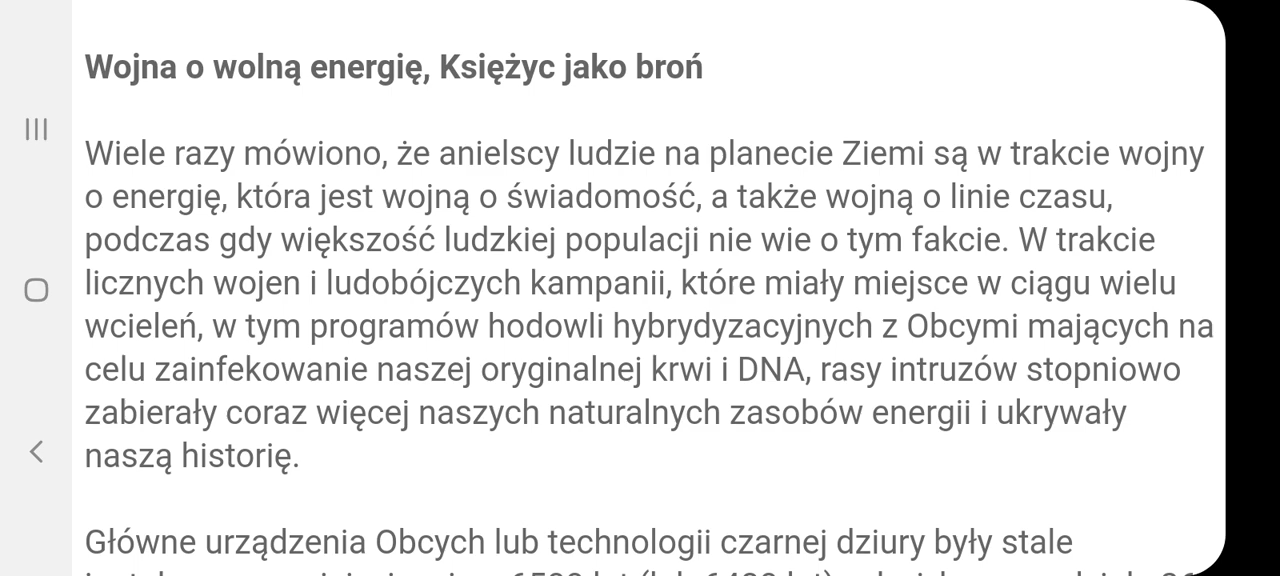 Wojna o wolną energię, Księżyc jako broń
Wiele razy mówiono, że anielscy ludzie na planecie Ziemi są w trakcie wojny
o energię, która jest wojną o świadomość, a także wojną o linie czasu,
podczas gdy większość ludzkiej populacji nie wie o tym fakcie. W trakcie
licznych wojen i ludobójczych kampanii, które miały miejsce w ciągu wielu
wcieleń, w tym programów hodowli hybrydyzacyjnych z Obcymi mających na
celu zainfekowanie naszej oryginalnej krwi i DNA, rasy intruzów stopniowo
zabierały coraz więcej naszych naturalnych zasobów energii i ukrywały
naszą historię.
Główne urządzenia Obcych lub technologii czarnej dziury były stale